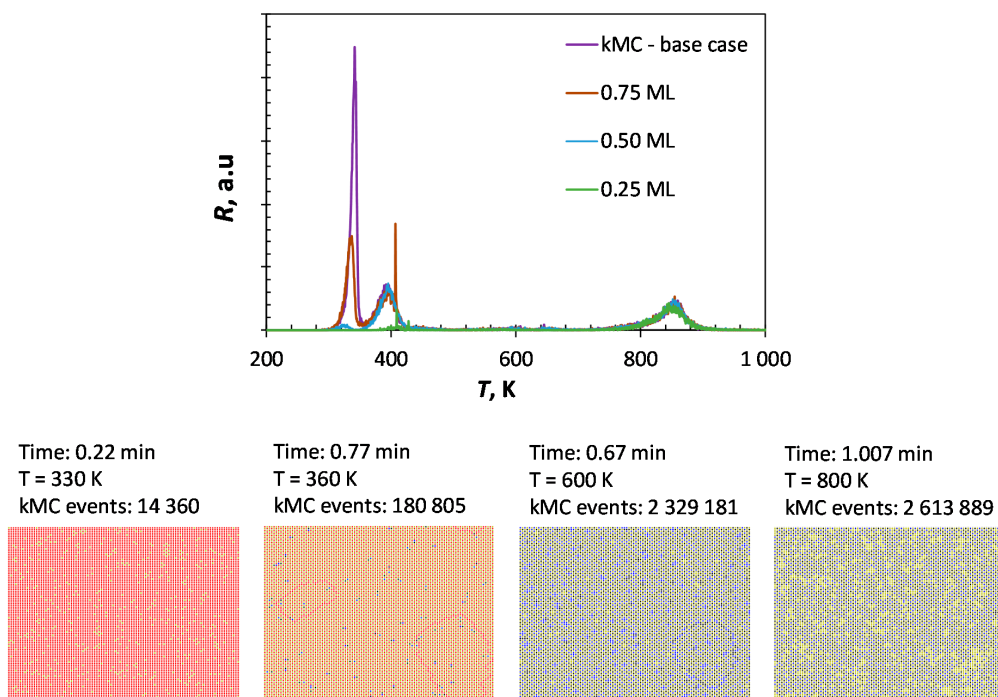 R, a.u
kMC - base case
0.75 ML
0.50 ML
0.25 ML
200
400
600
800
1 000
T, K
Time: 0.22 min
T = 330 K
kMC events: 14 360
Time: 0.77 min
T = 360 K
kMC events: 180 805
Time: 0.67 min
T = 600 K
kMC events: 2 329 181
Time: 1.007 min
T = 800 K
kMC events: 2 613 889